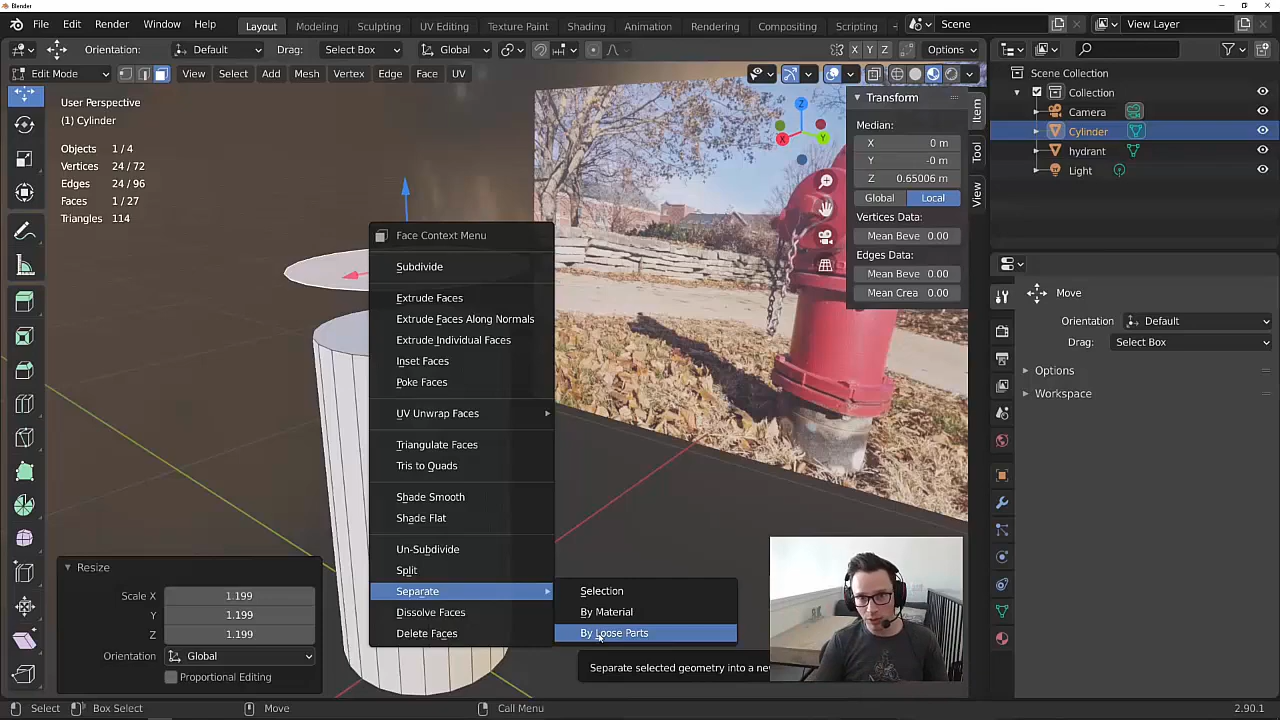 Blender
File Edit Render Window Help Layout Modeling Sculpting UV Editing Texture Paint Shading Animation Rendering Compositing Scripting Scene View Layer
Orientation: Default Drag: Select Box Global X Y Z Options
Edit Mode View Select Add Mesh Vertex Edge Face UV
User Perspective
(1) Cylinder
Objects 1/4
Vertices 24/72
Edges 24/96
Faces 1/27
Triangles 114
Z
X Y
Face Context Menu
Subdivide
Extrude Faces
Extrude Faces Along Normals
Extrude Individual Faces
Inset Faces
Poke Faces
UV Unwrap Faces
Triangulate Faces
Tris to Quads
Shade Smooth
Shade Flat
Un-Subdivide
Split
Separate
Dissolve Faces
Delete Faces
Selection
By Material
By Loose Parts
Separate selected geometry into a new
Resize
Scale X 1.199
Y 1.199
Z 1.199
Orientation Global
Proportional Editing
Transform
Median:
X 0 m
Y -0 m
Z 0.65006 m
Global Local
Vertices Data:
Mean Beve 0.00
Edges Data:
Mean Beve 0.00
Mean Crea 0.00
Item
Tool
View
Scene Collection
Collection
Camera
Cylinder
hydrant
Light
Move
Orientation Default
Drag: Select Box
Options
Workspace
Select Box Select Move Call Menu 2.90.1